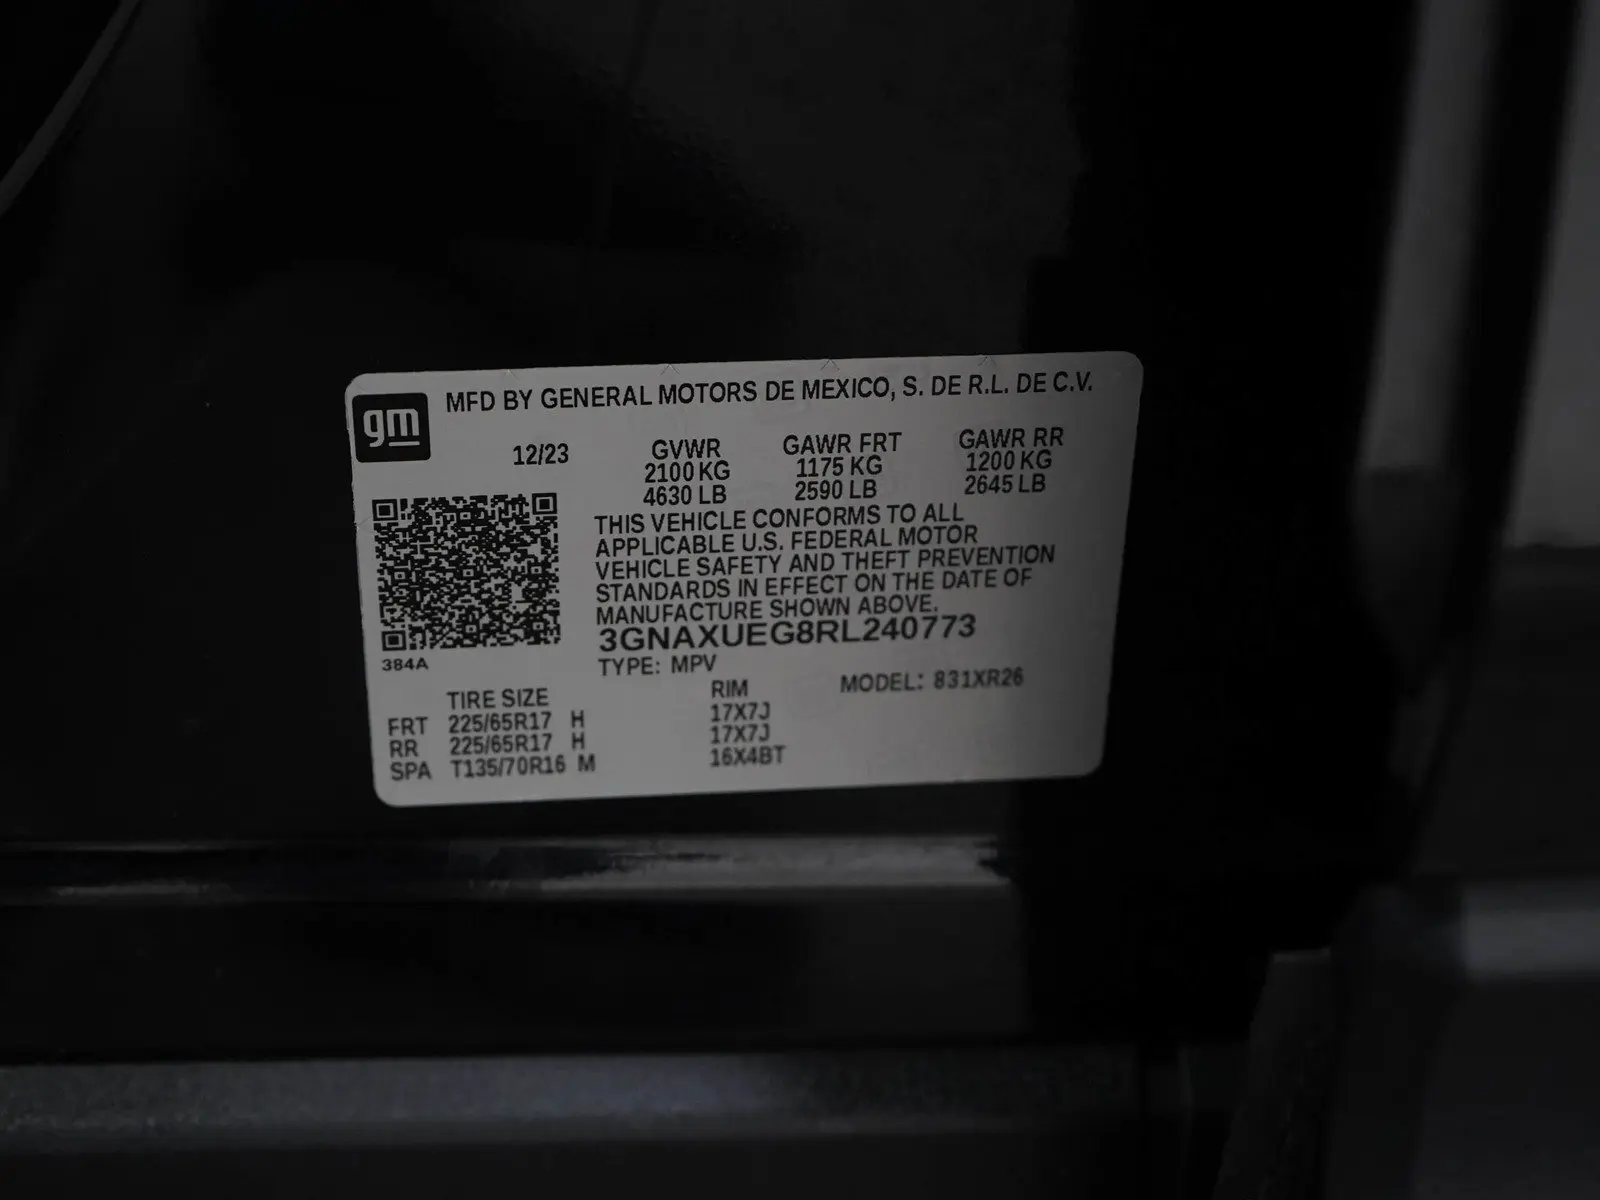 gm
MFD BY GENERAL MOTORS DE MEXICO, S. DE R.L. DE C.V.
12/23 GVWR GAWR FRT GAWR RR
2100 KG 1175 KG 1200 KG
4630 LB 2590 LB 2645 LB
THIS VEHICLE CONFORMS TO ALL
APPLICABLE U.S. FEDERAL MOTOR
VEHICLE SAFETY AND THEFT PREVENTION
STANDARDS IN EFFECT ON THE DATE OF
MANUFACTURE SHOWN ABOVE.
3GNAXUEG8RL240773
384A
TYPE: MPV
MODEL: 831XR26
TIRE SIZE RIM
FRT 225/65R17 H 17X7J
RR 225/65R17 H 17X7J
SPA T135/70R16 M 16X4BT